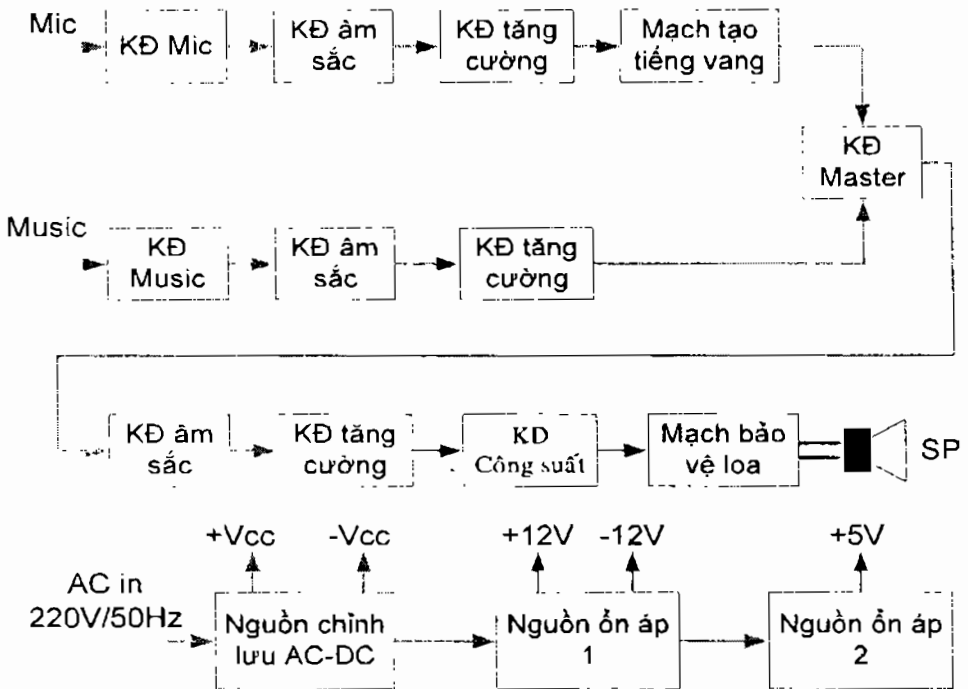 Mic
KĐ Mic
KĐ âm
sắc
KĐ tăng
cường
Mạch tạo
tiếng vang
KĐ
Master
Music
KĐ
Music
KĐ âm
sắc
KĐ tăng
cường
KĐ âm
sắc
KĐ tăng
cường
KD
Công suất
Mạch bảo
vệ loa
SP
+Vcc
-Vcc
+12V
-12V
+5V
AC in
220V/50Hz
Nguồn chỉnh
lưu AC-DC
Nguồn ổn áp
1
Nguồn ổn áp
2